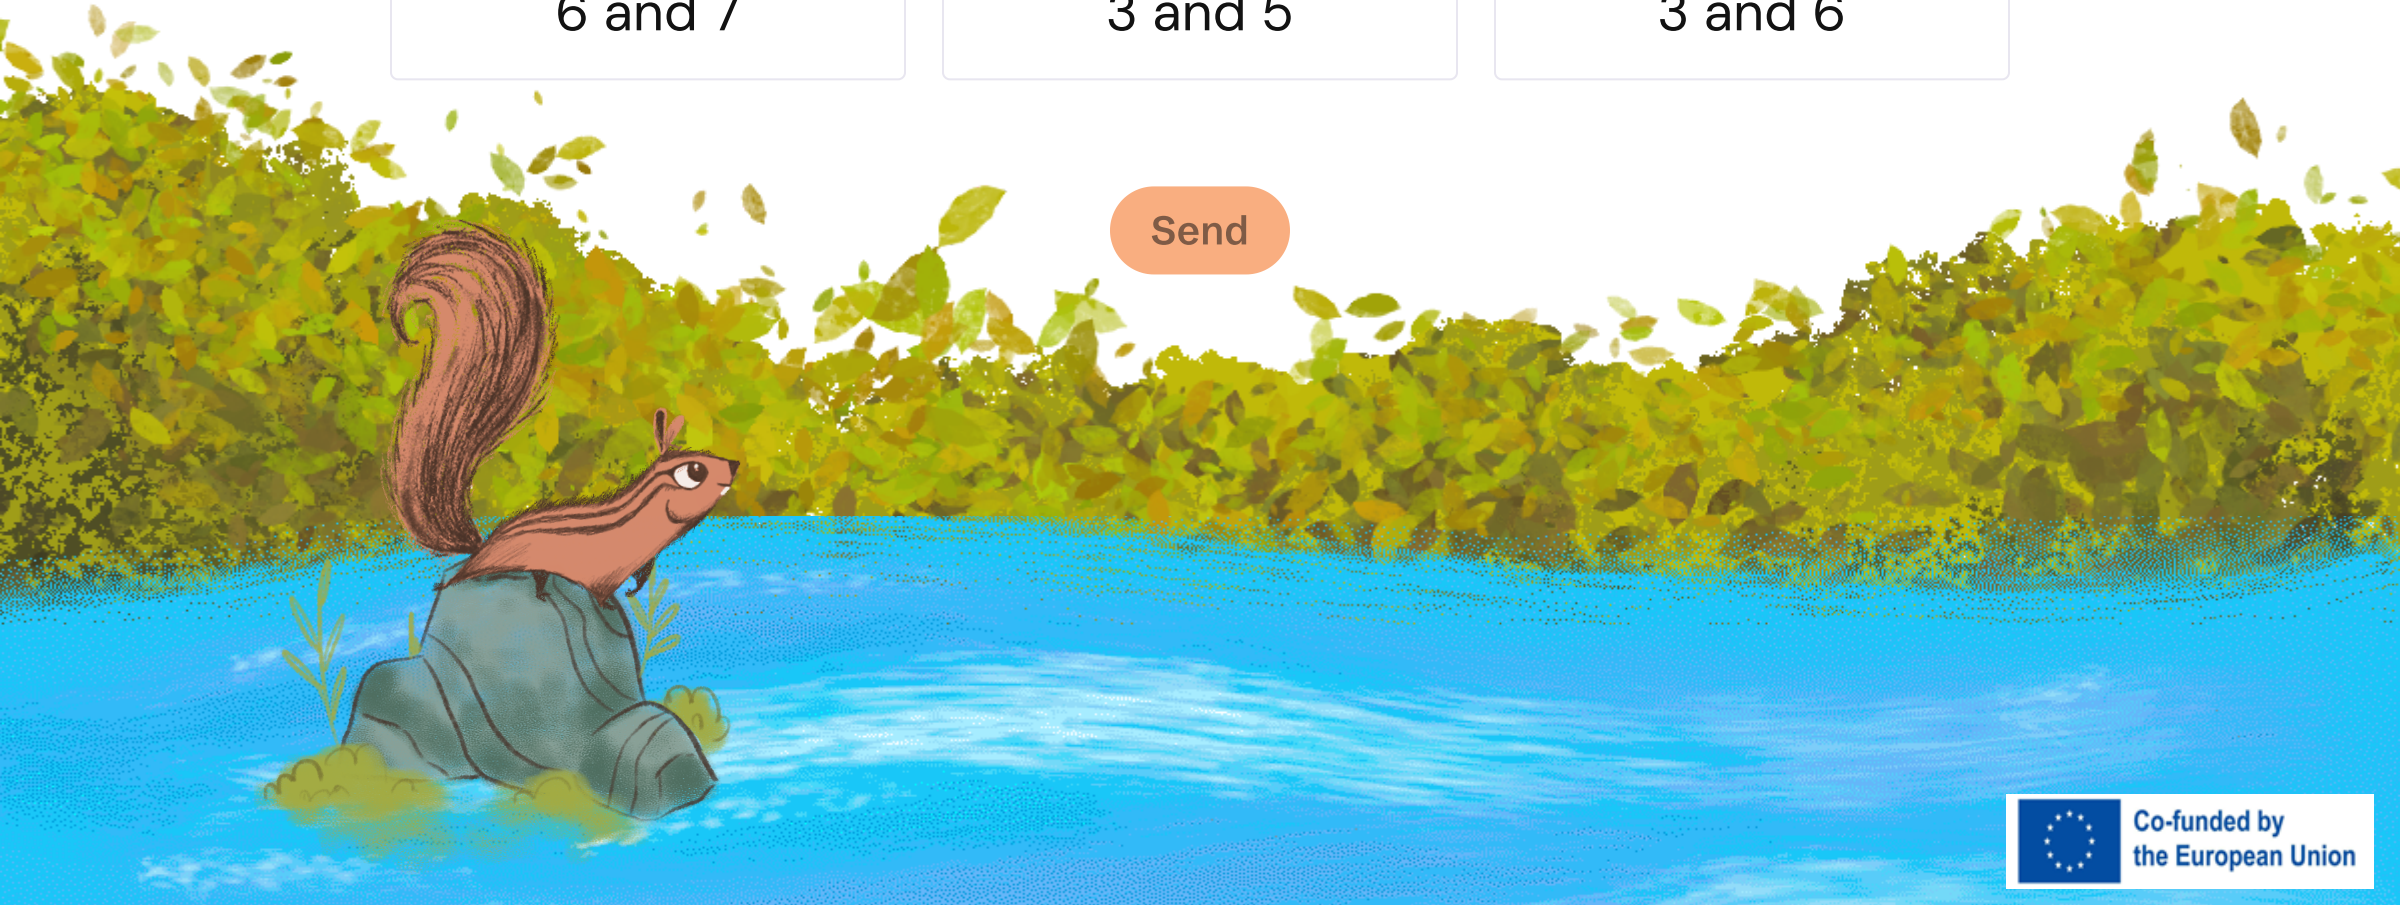 6 and 7
3 and 5
3 and 6
Send
Co-funded by
the European Union